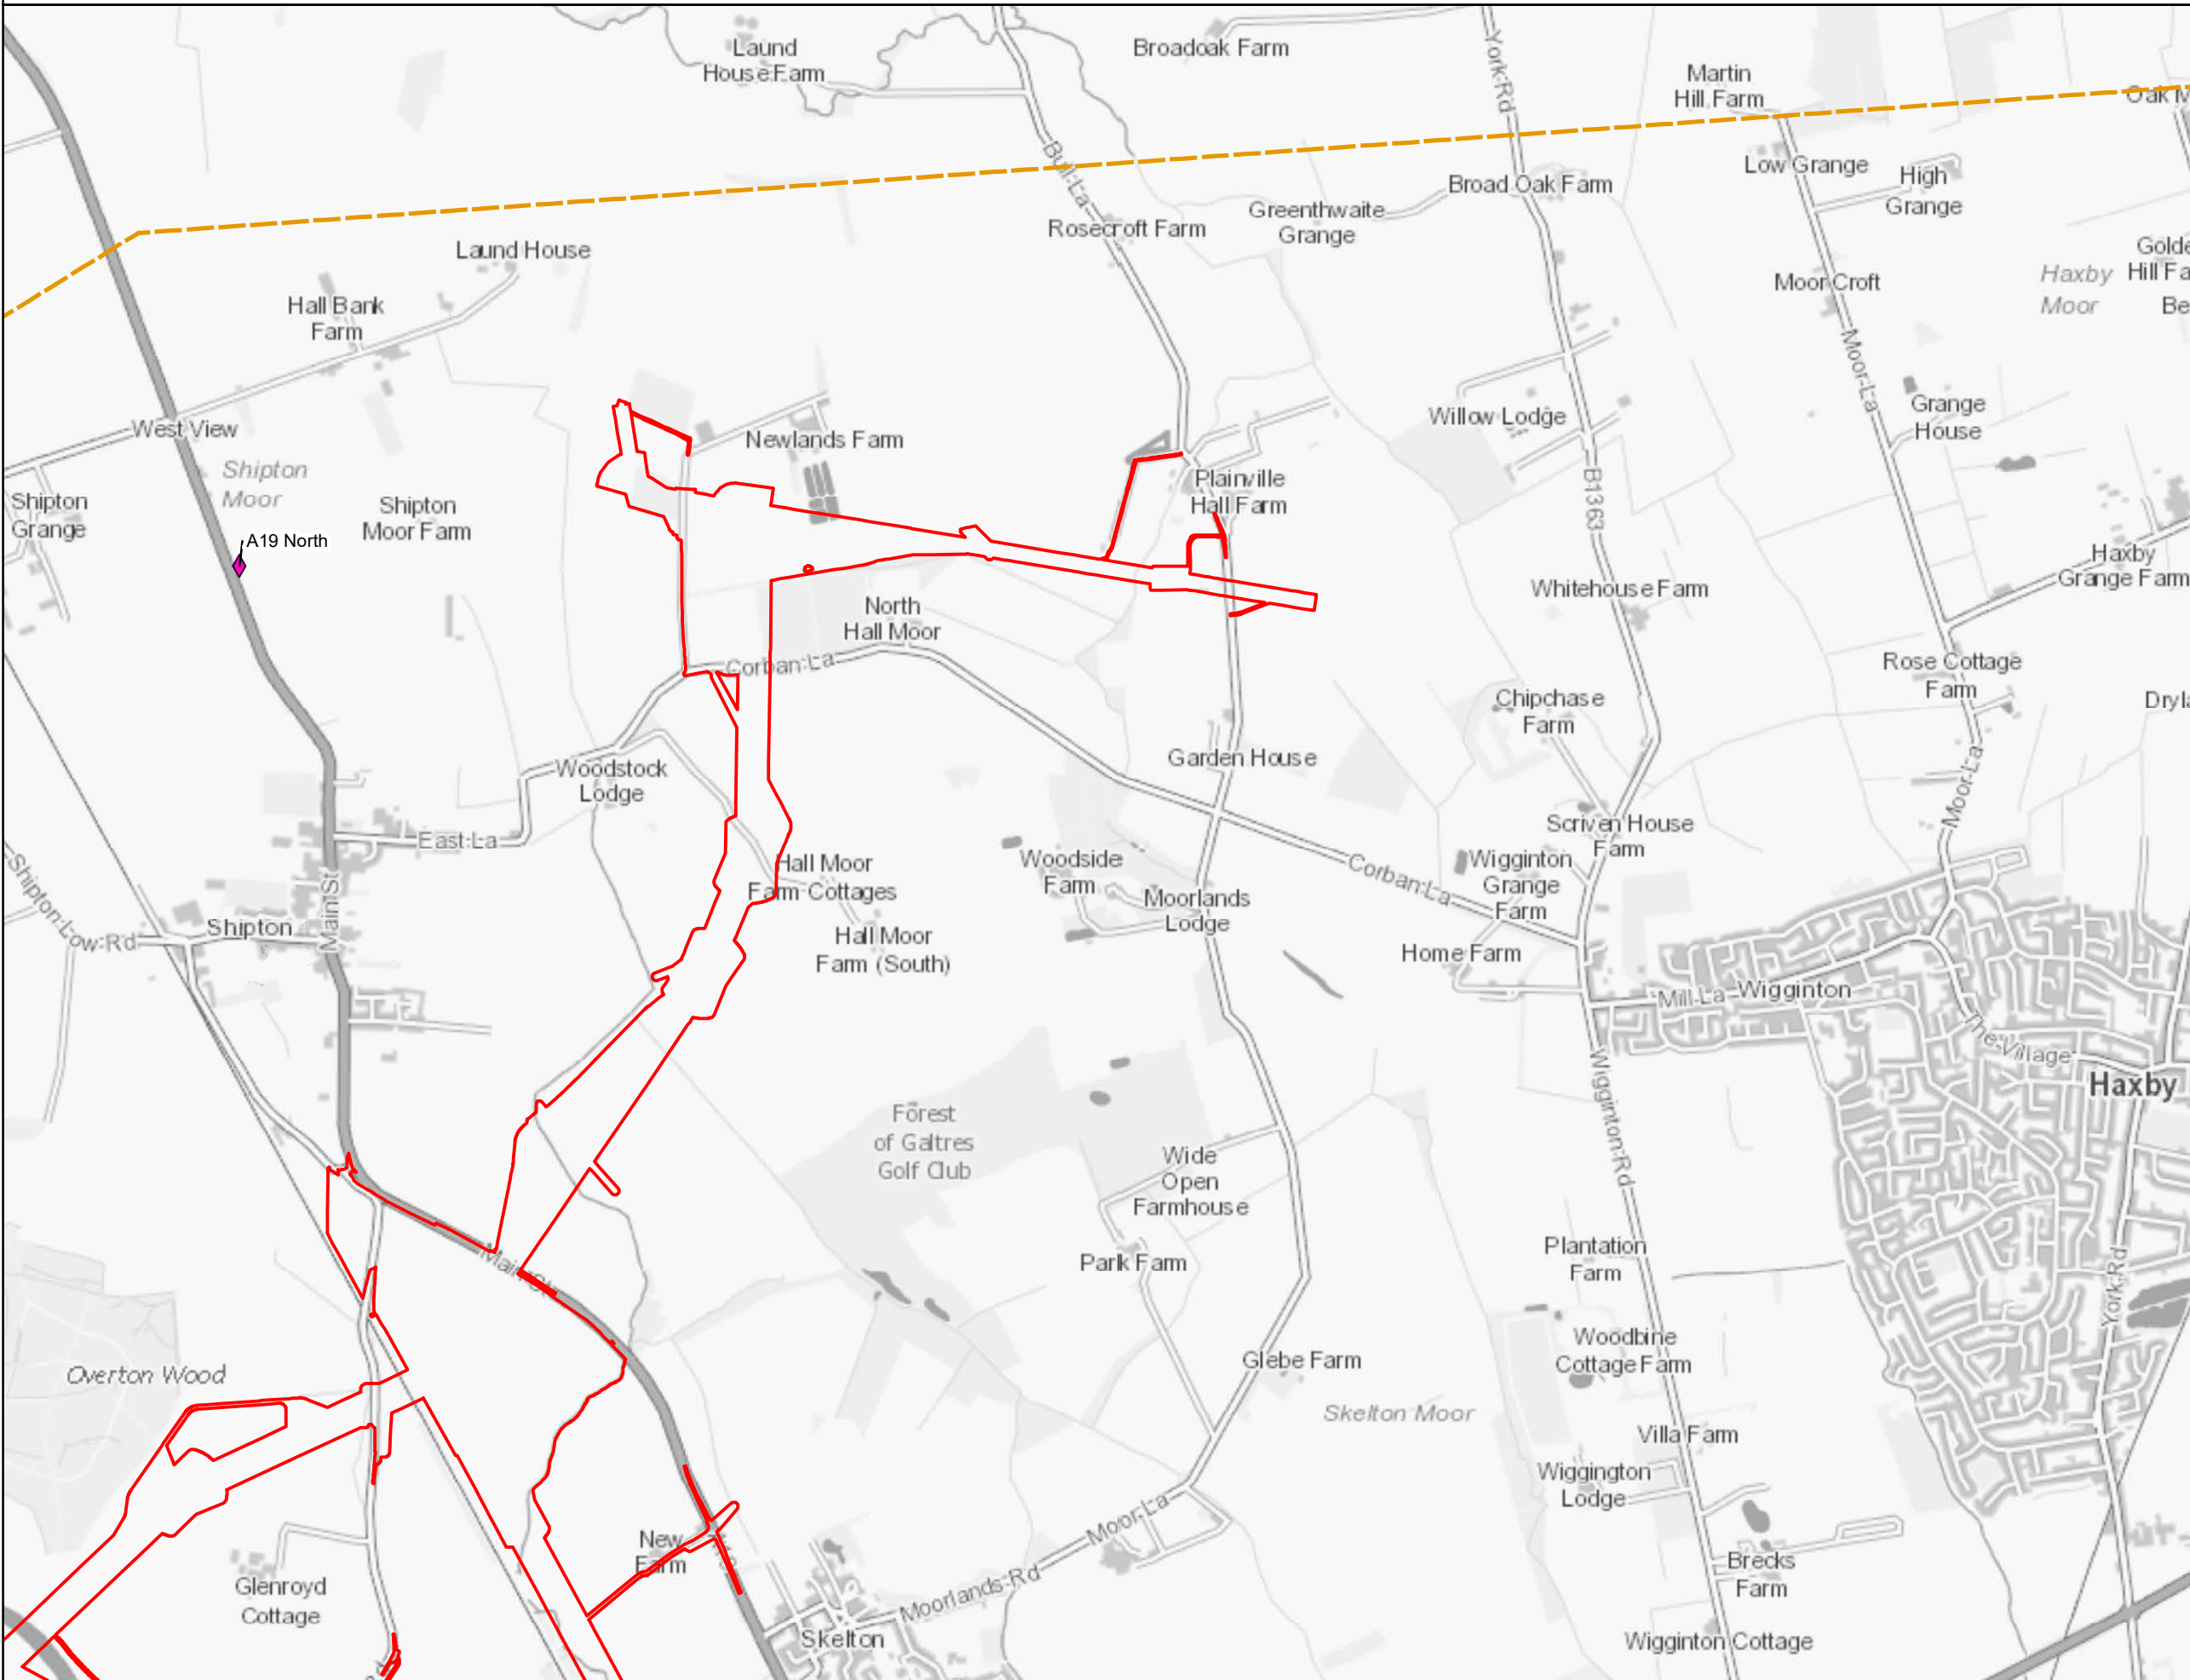 Laund
House Farm
Broadoak Farm
York Rd
Martin
Hill Farm
Bull La
Low Grange
High
Grange
Broad Oak Farm
Greenthwaite
Grange
Rosecroft Farm
Laund House
Hall Bank
Farm
Moor Croft
Haxby
Moor
Moor La
West View
Shipton
Moor
Shipton
Grange
Shipton
Moor Farm
A19 North
Newlands Farm
Plainville
Hall Farm
Willow Lodge
Grange
House
B1363
Haxby
Grange Farm
Whitehouse Farm
North
Hall Moor
Corban La
Rose Cottage
Farm
Chipchase
Farm
Garden House
Woodstock
Lodge
Moor La
East La
Scriven House
Farm
Shipton Low Rd
Main St
Shipton
Hall Moor
Farm Cottages
Hall Moor
Farm (South)
Woodside
Farm
Moorlands
Lodge
Corban La
Wigginton
Grange
Farm
Home Farm
Mill La
Wigginton
The Village
Haxby
Wigginton Rd
Forest
of Galtres
Golf Club
Wide
Open
Farmhouse
Park Farm
Plantation
Farm
York Rd
Main St
Overton Wood
Glebe Farm
Woodbine
Cottage Farm
Skelton Moor
Villa Farm
Wiggington
Lodge
Moor La
New
Farm
Brecks
Farm
Glenroyd
Cottage
Moorlands Rd
Skelton
Wigginton Cottage